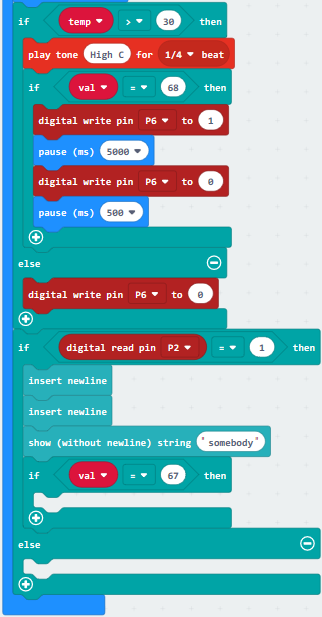 if temp > 30 then
play tone High C for 1/4 beat
if val = 68 then
digital write pin P6 to 1
pause (ms) 5000
digital write pin P6 to 0
pause (ms) 500
else
digital write pin P6 to 0
if digital read pin P2 = 1 then
insert newline
insert newline
show (without newline) string "somebody"
if val = 67 then
else